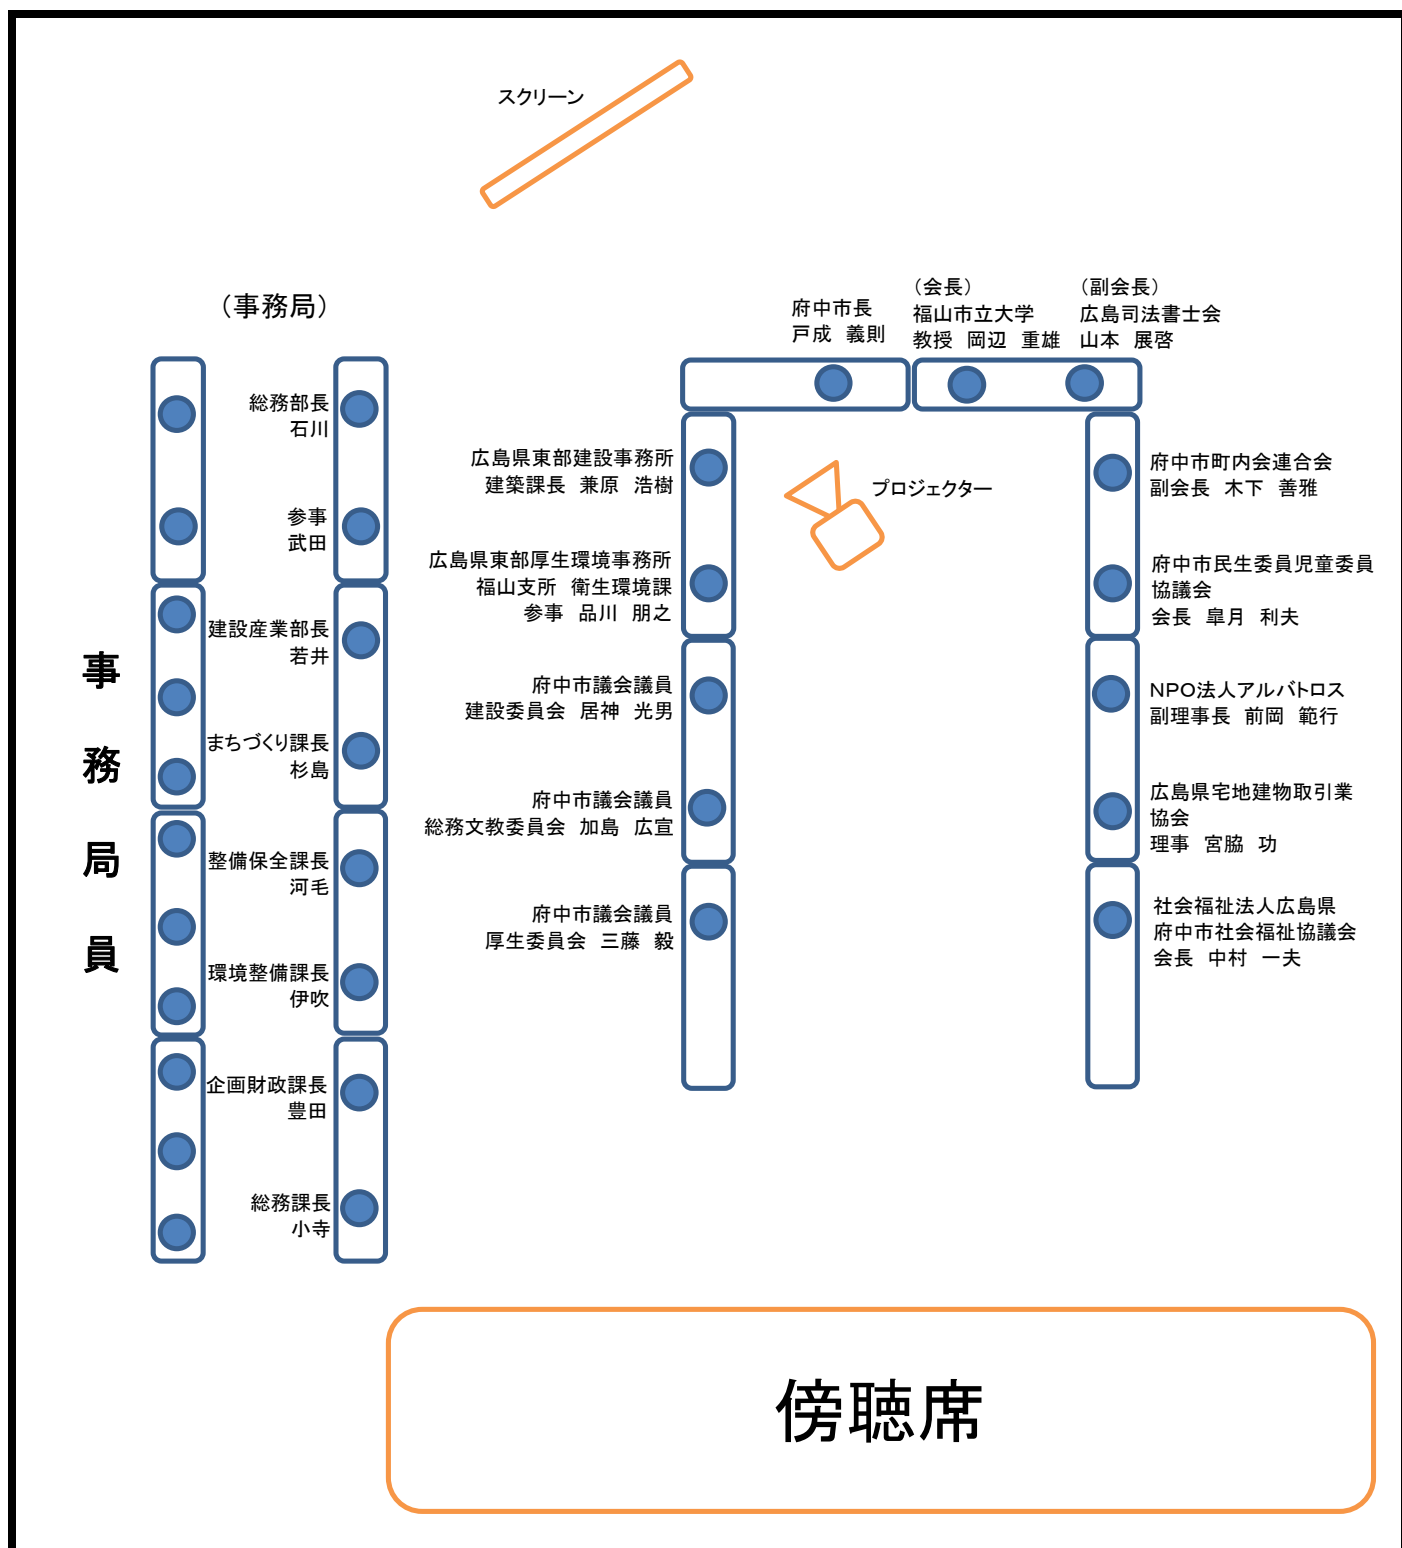 スクリーン
（事務局）
府中市長
戸成　義則
（会長）
福山市立大学
教授　岡辺　重雄
（副会長）
広島司法書士会
山本　展啓
総務部長
石川
参事
武田
建設産業部長
若井
まちづくり課長
杉島
整備保全課長
河毛
環境整備課長
伊吹
企画財政課長
豊田
総務課長
小寺
事
務
局
員
広島県東部建設事務所
建築課長　兼原　浩樹
広島県東部厚生環境事務所
福山支所　衛生環境課
参事　品川　朋之
府中市議会議員
建設委員会　居神　光男
府中市議会議員
総務文教委員会　加島　広宣
府中市議会議員
厚生委員会　三藤　毅
プロジェクター
府中市町内会連合会
副会長　木下　善雅
府中市民生委員児童委員
協議会
会長　皐月　利夫
NPO法人アルバトロス
副理事長　前岡　範行
広島県宅地建物取引業
協会
理事　宮脇　功
社会福祉法人広島県
府中市社会福祉協議会
会長　中村　一夫
傍聴席